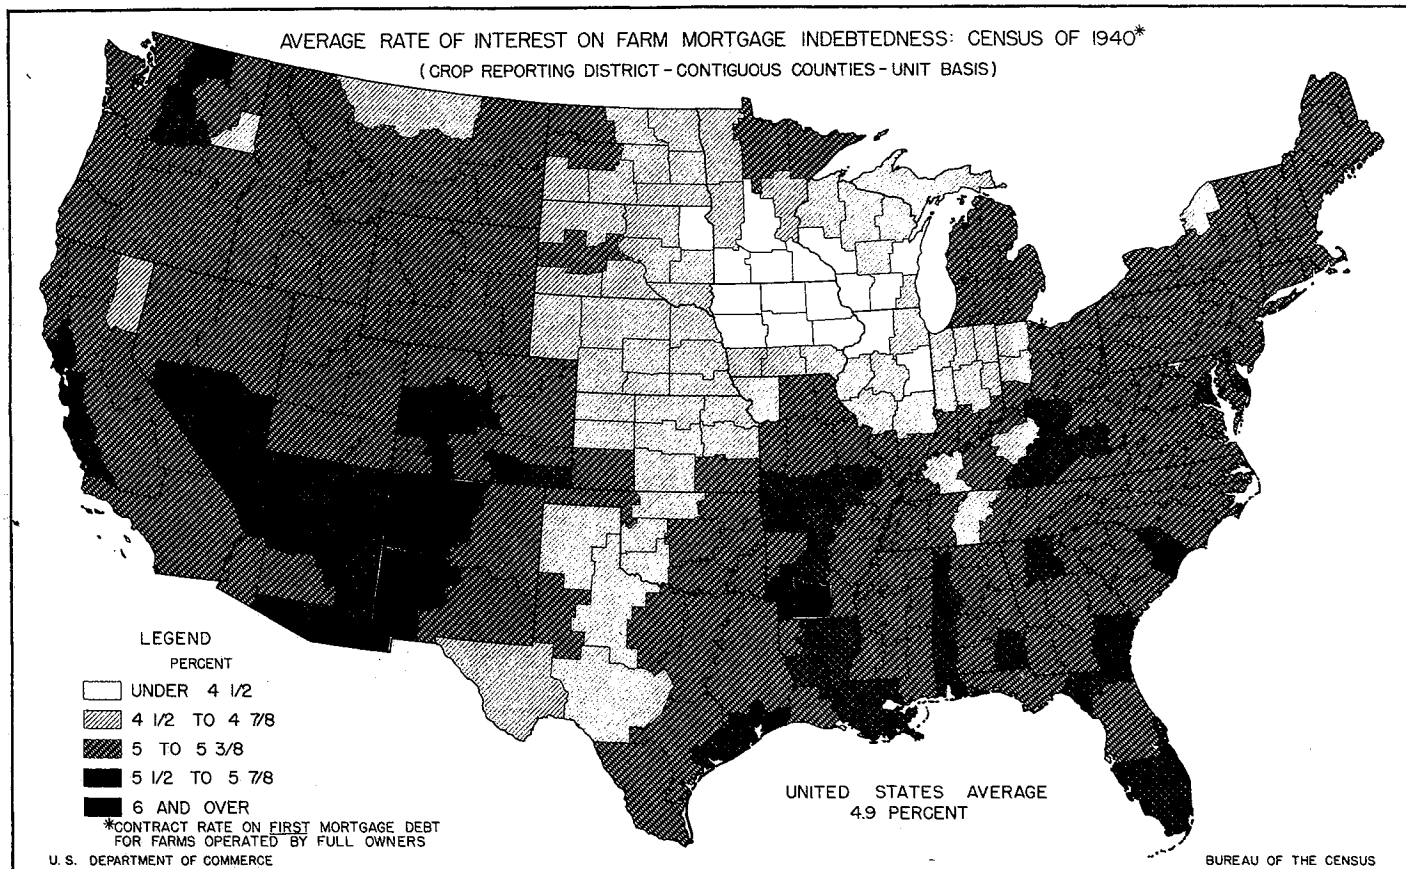 AVERAGE RATE OF INTEREST ON FARM MORTGAGE INDEBTEDNESS: CENSUS OF 1940*
(CROP REPORTING DISTRICT-CONTIGUOUS COUNTIES-UNIT BASIS)
LEGEND
PERCENT
UNDER 4 1/2
4 1/2 TO 4 7/8
5 TO 5 3/8
5 1/2 TO 5 7/8
6 AND OVER
*CONTRACT RATE ON FIRST MORTGAGE DEBT
FOR FARMS OPERATED BY FULL OWNERS
U. S. DEPARTMENT OF COMMERCE
UNITED STATES AVERAGE
4.9 PERCENT
BUREAU OF THE CENSUS